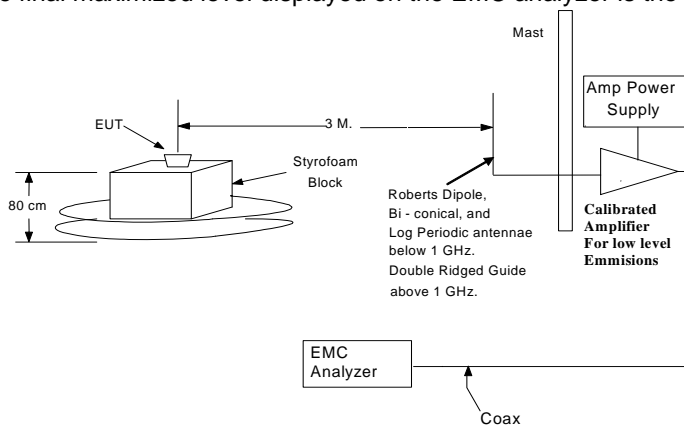 final maximized level displayed on the EMC analyzer is the
Mast
Amp Power
Supply
EUT
3 M.
Styrofoam
Block
80 cm
Roberts Dipole,
Bi - conical, and
Log Periodic antennae
below 1 GHz.
Double Ridged Guide
above 1 GHz.
Calibrated
Amplifier
For low level
Emmisions
EMC
Analyzer
Coax